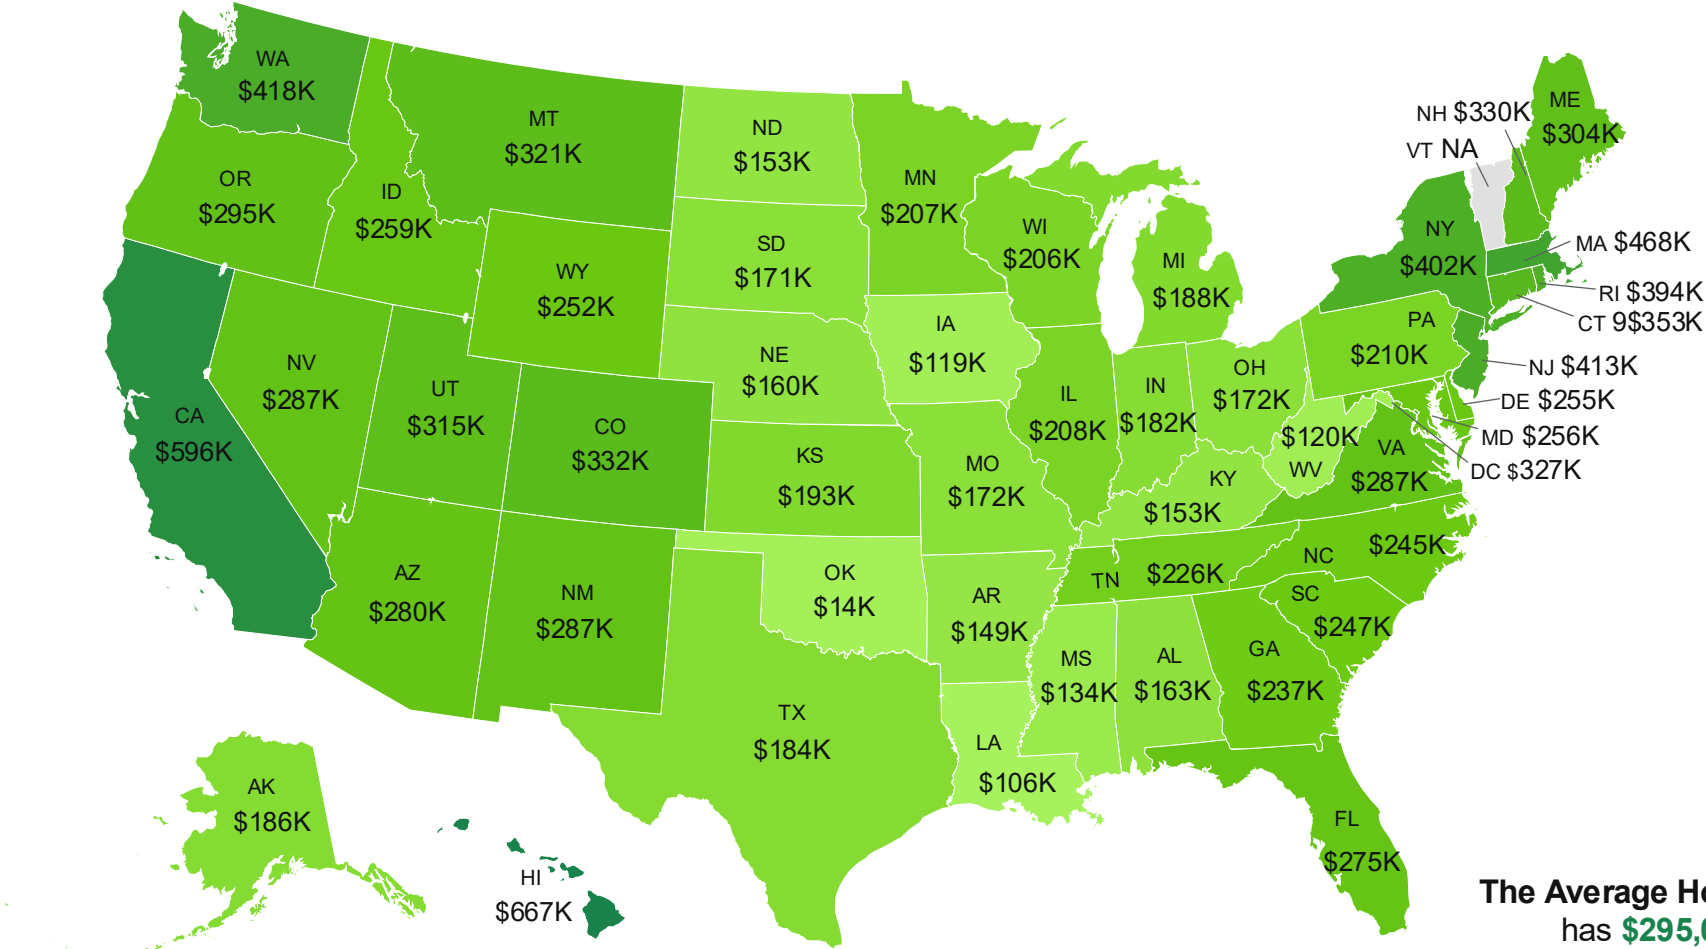 WA
$418K
MT
$321K
ND
$153K
MN
$207K
OR
$295K
ID
$259K
WY
$252K
SD
$171K
WI
$206K
MI
$188K
NH $330K
VT NA
ME
$304K
NY
$402K
MA $468K
RI $394K
CT 9$353K
NJ $413K
DE $255K
MD $256K
DC $327K
PA
$210K
IA
$119K
NE
$160K
NV
$287K
UT
$315K
CO
$332K
CA
$596K
KS
$193K
MO
$172K
IL
$208K
IN
$182K
OH
$172K
$120K
WV
VA
$287K
KY
$153K
AZ
$280K
NM
$287K
OK
$14K
AR
$149K
TN $226K
NC $245K
SC
$247K
MS
$134K
AL
$163K
GA
$237K
TX
$184K
LA
$106K
FL
$275K
AK
$186K
HI
$667K
The Average
has $295,